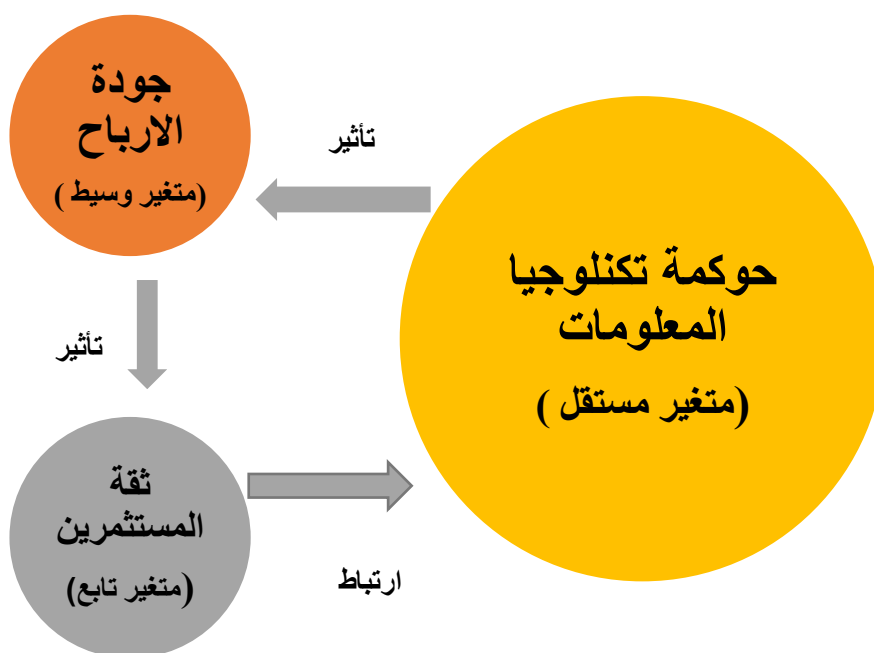 جودة
الارباح
(متغير وسيط )
تأثير
حوكمة تكنلوجيا
المعلومات
(متغير مستقل )
تأثير
ثقة
المستثمرين
(متغير تابع)
ارتباط